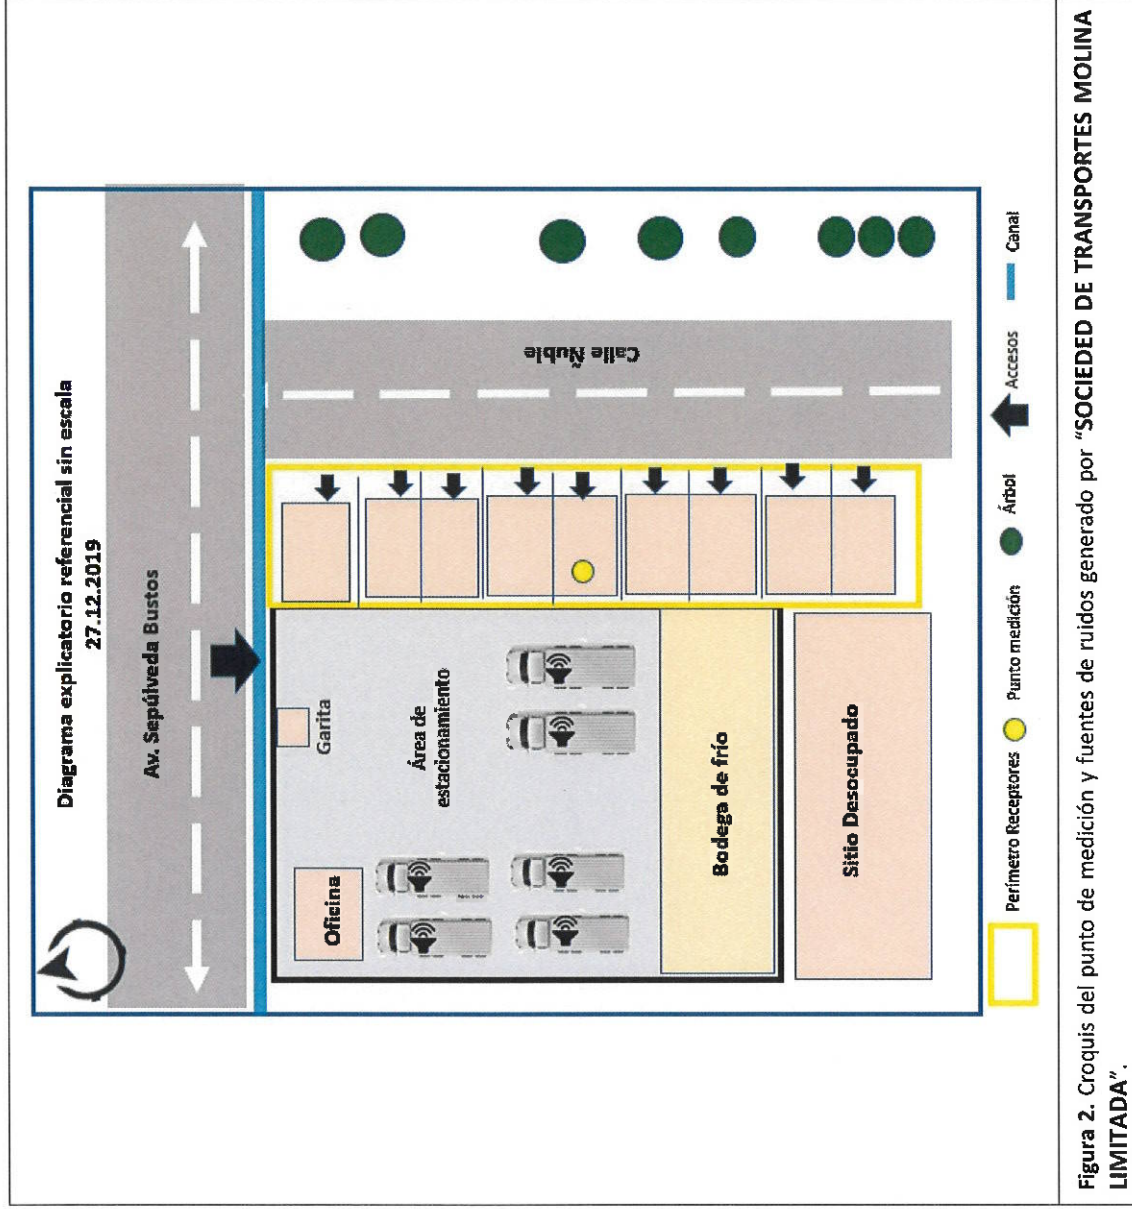 Diagrama explicatorio referencial sin escala
27.12.2019
Av. Sepúlveda Bustos
Garita
Oficina
Área de
estacionamiento
Calle Ñuble
Bodega de frío
Sitio Desocupado
Perímetro Receptores
Punto medición
Árbol
Accesos
Canal
Figura 2. Croquis del punto de medición y fuentes de ruidos generado por "SOCIEDED DE TRANSPORTES MOLINA
LIMITADA".